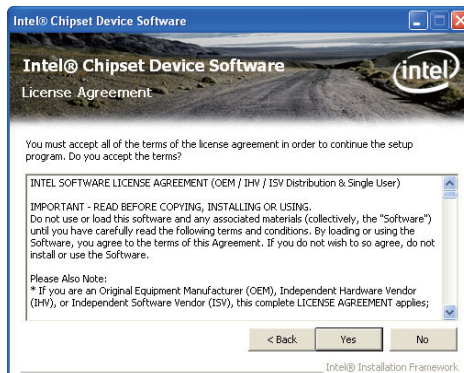 Intel® Chipset Device Software
Intel® Chipset Device Software
intel
License Agreement
You must accept all of the terms of the license agreement in order to continue the setup
program. Do you accept the terms?
INTEL SOFTWARE LICENSE AGREEMENT (OEM / IHV / ISV Distribution & Single User)
IMPORTANT - READ BEFORE COPYING, INSTALLING OR USING.
Do not use or load this software and any associated materials (collectively, the "Software")
until you have carefully read the following terms and conditions. By loading or using the
Software, you agree to the terms of this Agreement. If you do not wish to so agree, do not
install or use the Software.
Please Also Note:
* If you are an Original Equipment Manufacturer (OEM), Independent Hardware Vendor
(IHV), or Independent Software Vendor (ISV), this complete LICENSE AGREEMENT applies;
< Back Yes No
Intel® Installation Framework